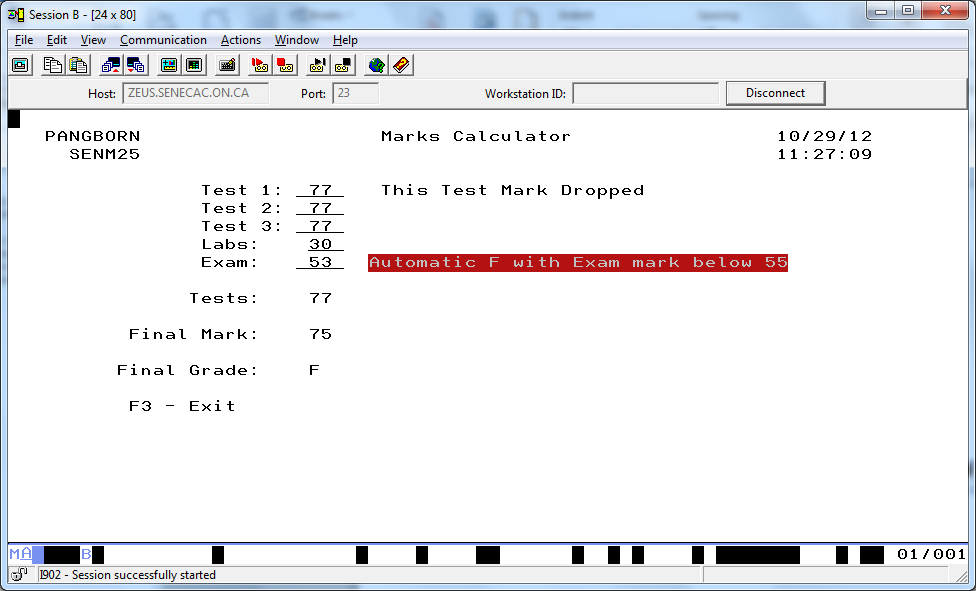 Session B - [24 x 80]
File Edit View Communication Actions Window Help
Host: ZEUS.SENECAC.ON.CA Port: 23 Workstation ID: Disconnect
PANGBORN Marks Calculator 10/29/12
SENM25 11:27:09
Test 1: 77 This Test Mark Dropped
Test 2: 77
Test 3: 77
Labs: 30
Exam: 53 Automatic F with Exam mark below 55
Tests: 77
Final Mark: 75
Final Grade: F
F3 - Exit
MA B 01/001
I902 - Session successfully started